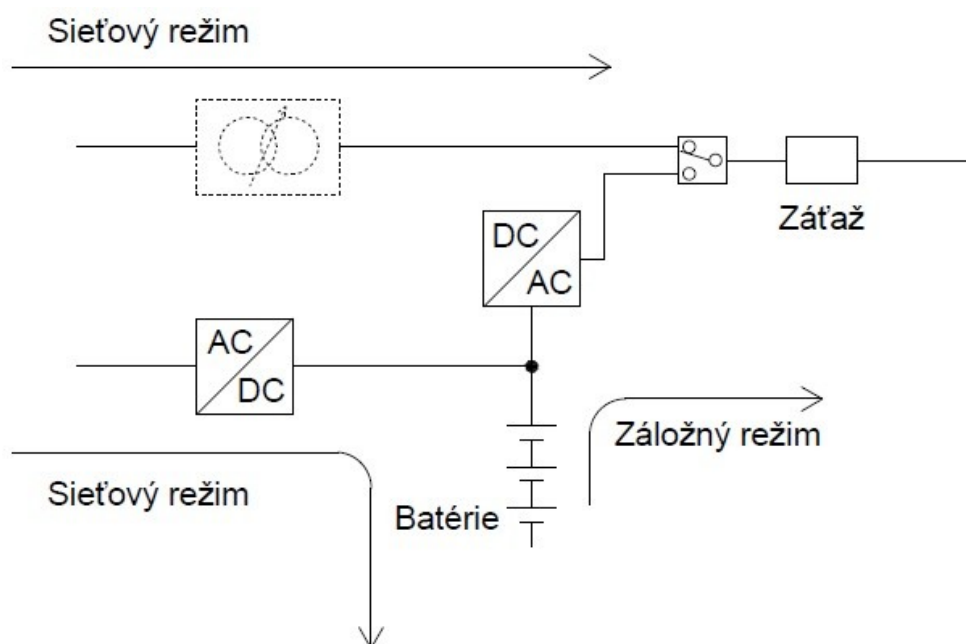 Sieťový režim
DC
AC
Záťaž
AC
DC
Záložný režim
Sieťový režim
Batérie